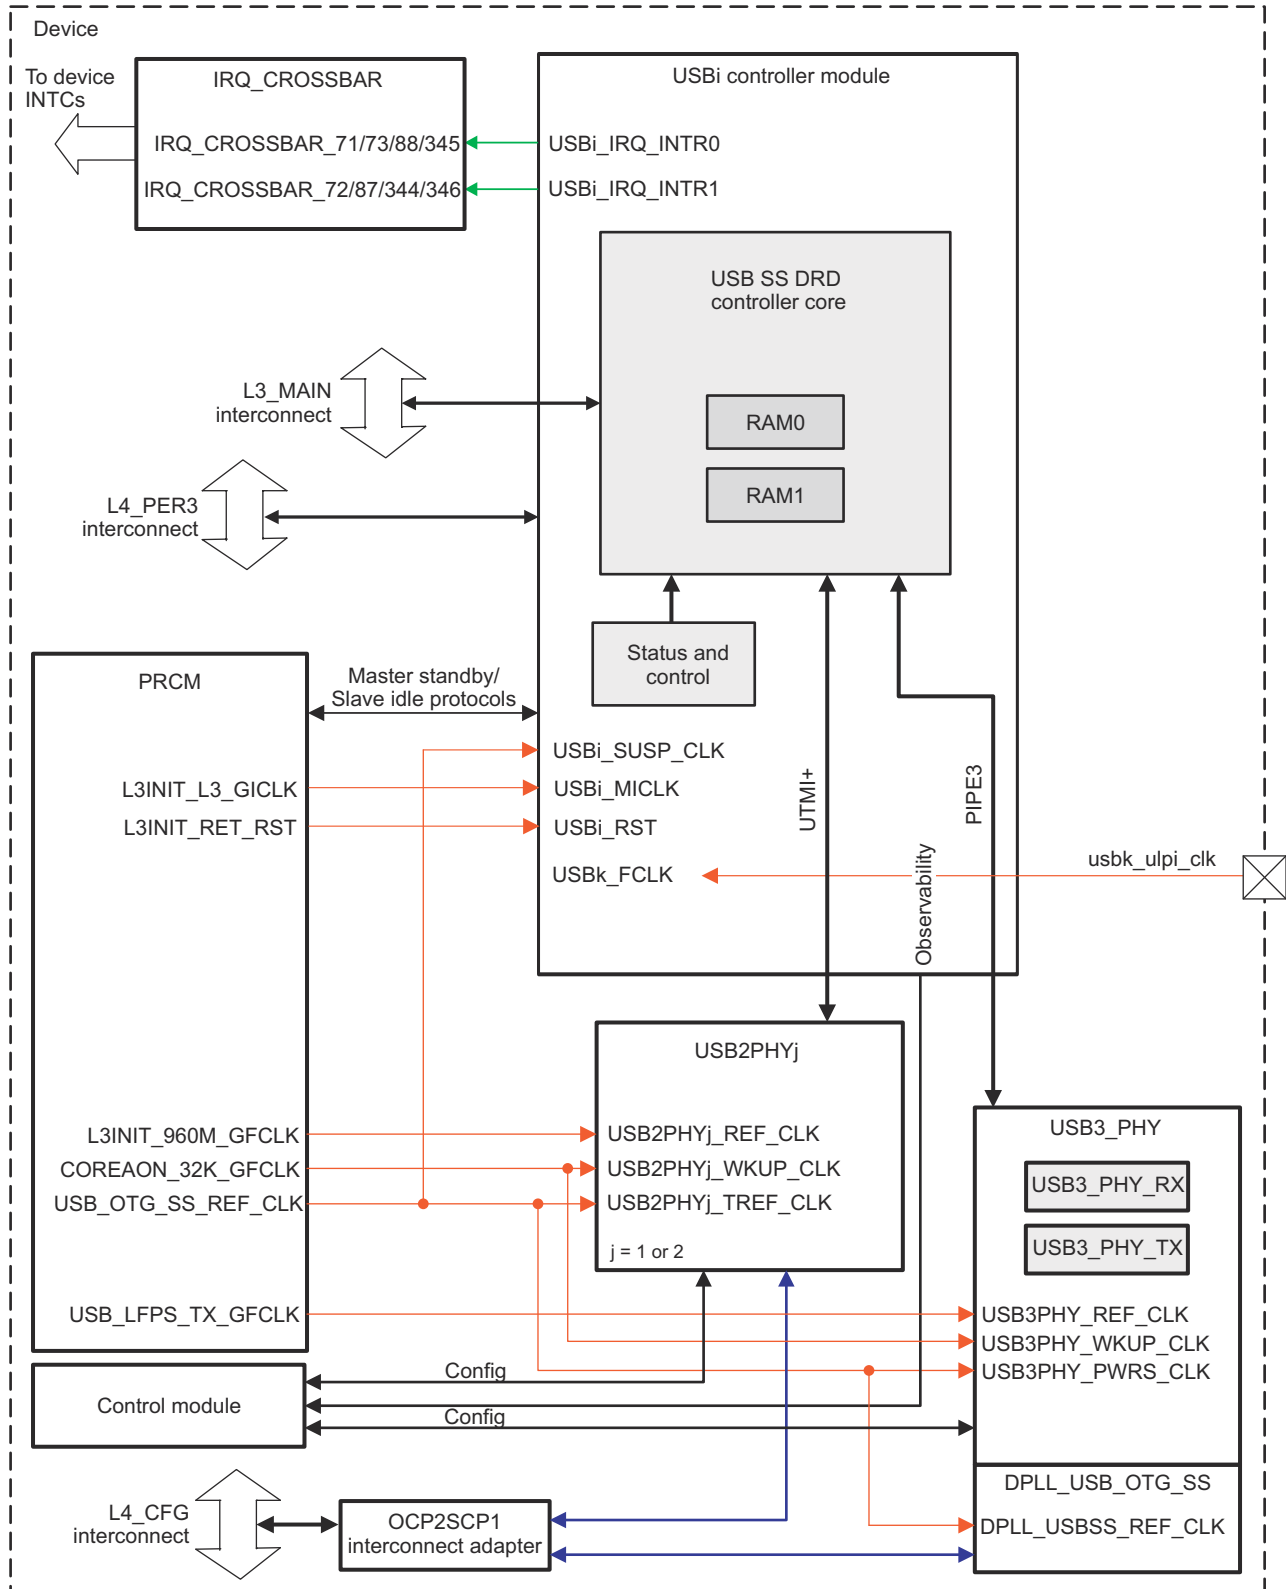 Device
To device
INTCs
IRQ_CROSSBAR
IRQ_CROSSBAR_71/73/88/345
IRQ_CROSSBAR_72/87/344/346
USBi controller module
USBi_IRQ_INTR0
USBi_IRQ_INTR1
USB SS DRD
controller core
RAM0
RAM1
L3_MAIN
interconnect
L4_PER3
interconnect
Status and
control
PRCM
Master standby/
Slave idle protocols
L3INIT_L3_GICLK
L3INIT_RET_RST
USBi_SUSP_CLK
USBi_MICLK
USBi_RST
USBk_FCLK
UTMI+
PIPE3
Observability
usbk_ulpi_clk
USB2PHYj
L3INIT_960M_GFCLK
COREAON_32K_GFCLK
USB_OTG_SS_REF_CLK
USB_LFPS_TX_GFCLK
USB2PHYj_REF_CLK
USB2PHYj_WKUP_CLK
USB2PHYj_TREF_CLK
j = 1 or 2
USB3_PHY
USB3_PHY_RX
USB3_PHY_TX
USB3PHY_REF_CLK
USB3PHY_WKUP_CLK
USB3PHY_PWRS_CLK
Control module
Config
Config
DPLL_USB_OTG_SS
DPLL_USBSS_REF_CLK
L4_CFG
interconnect
OCP2SCP1
interconnect adapter